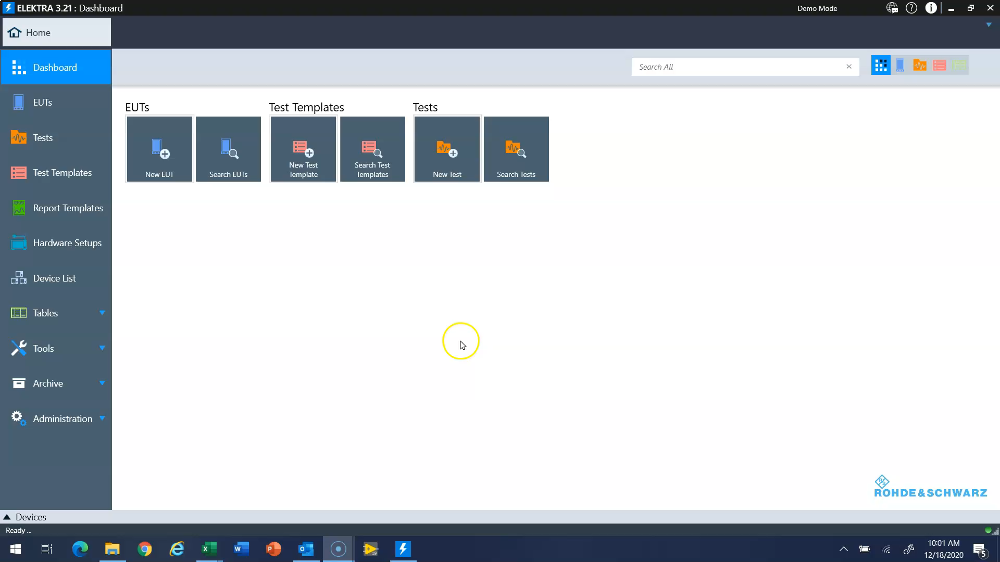 ELEKTRA 3.21 : Dashboard
Demo Mode
Home
Dashboard
Search All
EUTs
Tests
Test Templates
Report Templates
Hardware Setups
Device List
Tables
Tools
Archive
Administration
EUTs
Test Templates
Tests
New EUT
Search EUTs
New Test
Template
Search Test
Templates
New Test
Search Tests
ROHDE & SCHWARZ
Devices
Ready ...
10:01 AM
12/18/2020
5